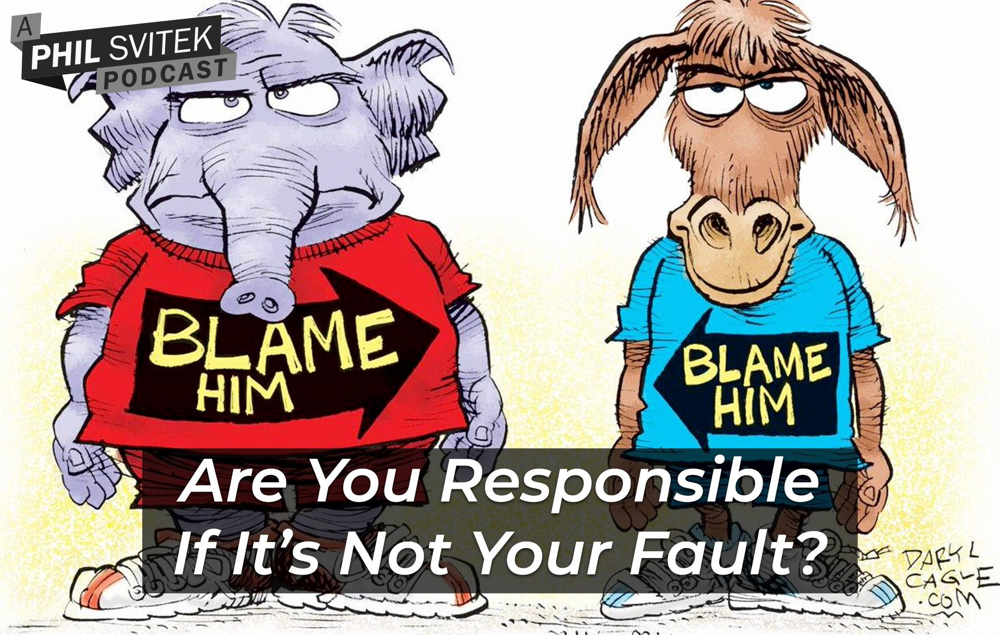 A
PHIL SVITEK
PODCAST
BLAME
HIM
BLAME
HIM
Are You Responsible
If It’s Not Your Fault?
DARYL
CAGLE
.COM